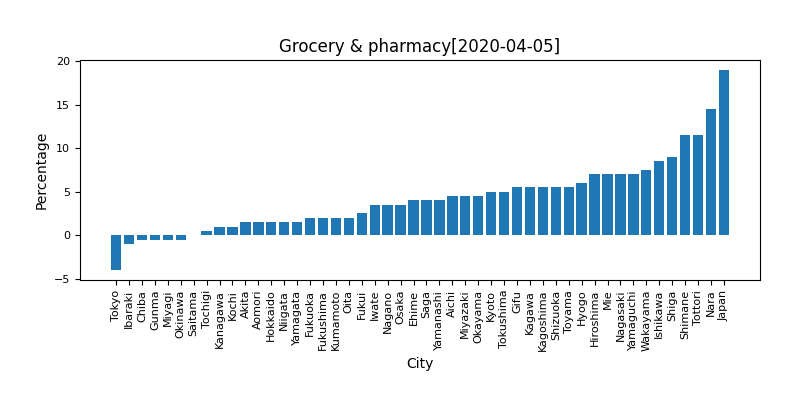 Grocery & pharmacy[2020-04-05]
Percentage
20
15
10
5
0
−5
Tokyo
Ibaraki
Chiba
Gunma
Miyagi
Okinawa
Saitama
Tochigi
Kanagawa
Kochi
Akita
Aomori
Hokkaido
Niigata
Yamagata
Fukuoka
Fukushima
Kumamoto
Oita
Fukui
Iwate
Nagano
Osaka
Ehime
Saga
Yamanashi
Aichi
Miyazaki
Okayama
Kyoto
Tokushima
Gifu
Kagawa
Kagoshima
Shizuoka
Toyama
Hyogo
Hiroshima
Mie
Nagasaki
Yamaguchi
Wakayama
Ishikawa
Shiga
Shimane
Tottori
Nara
Japan
City